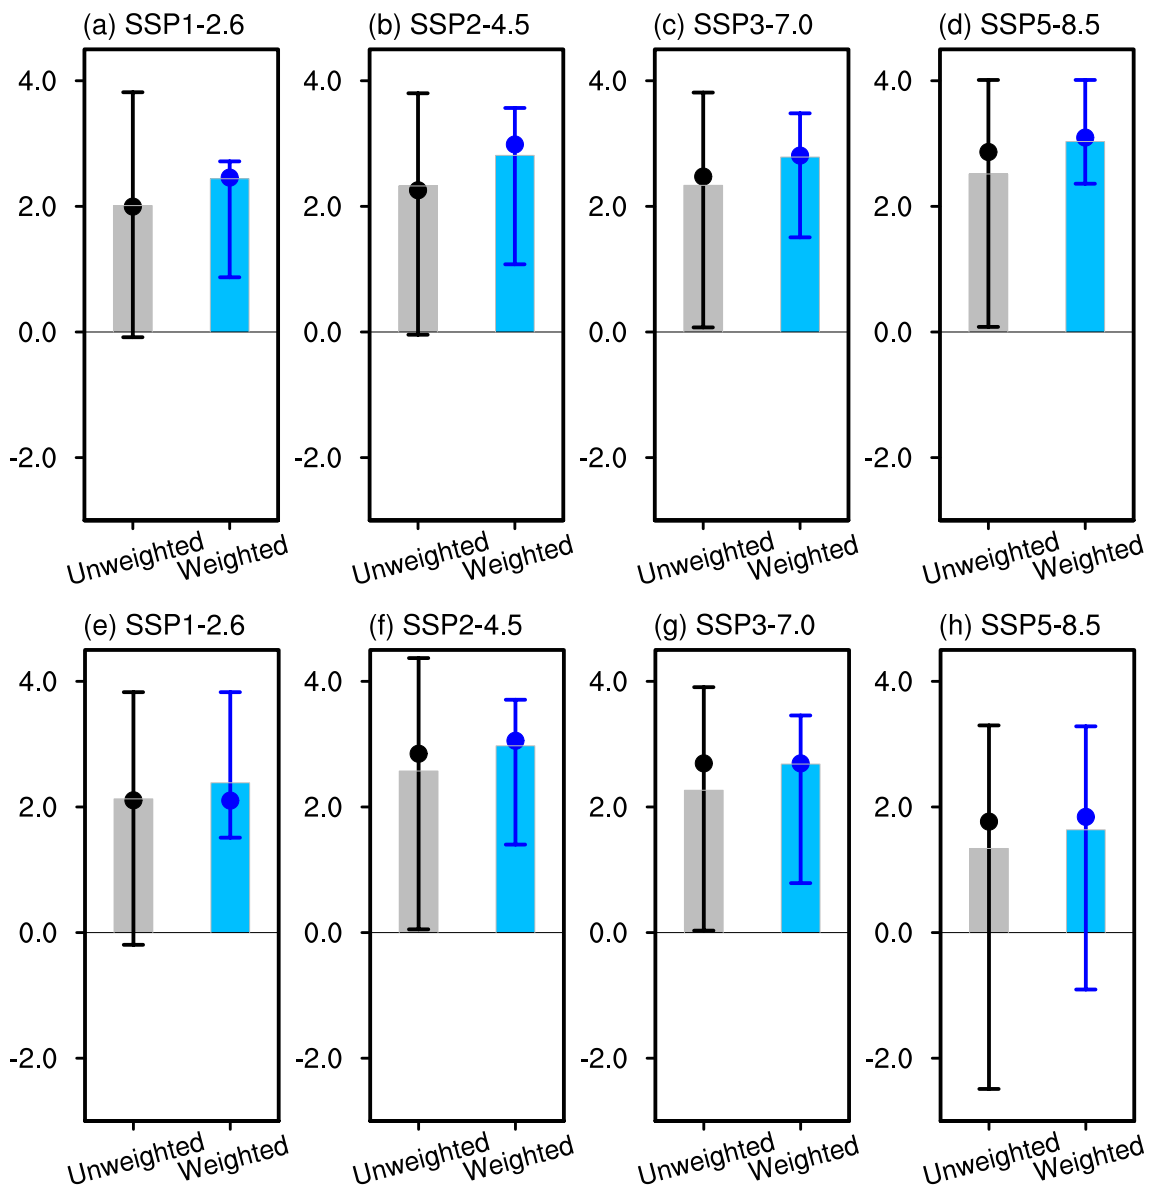 (a) SSP1-2.6 (b) SSP2-4.5 (c) SSP3-7.0 (d) SSP5-8.5
4.0 4.0 4.0 4.0
2.0 2.0 2.0 2.0
0.0 0.0 0.0 0.0
-2.0 -2.0 -2.0 -2.0
Unweighted Weighted Unweighted Weighted Unweighted Weighted Unweighted Weighted
(e) SSP1-2.6 (f) SSP2-4.5 (g) SSP3-7.0 (h) SSP5-8.5
4.0 4.0 4.0 4.0
2.0 2.0 2.0 2.0
0.0 0.0 0.0 0.0
-2.0 -2.0 -2.0 -2.0
Unweighted Weighted Unweighted Weighted Unweighted Weighted Unweighted Weighted